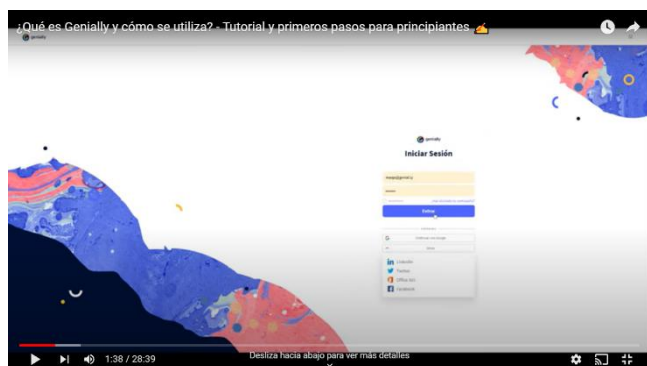 ¿Qué es Genially y cómo se utiliza? - Tutorial y primeros pasos para principiantes ✍
genially
genially
Iniciar Sesión
Entrar
LinkedIn
Twitter
Office 365
Facebook
1:38 / 28:39
Desliza hacia abajo para ver más detalles